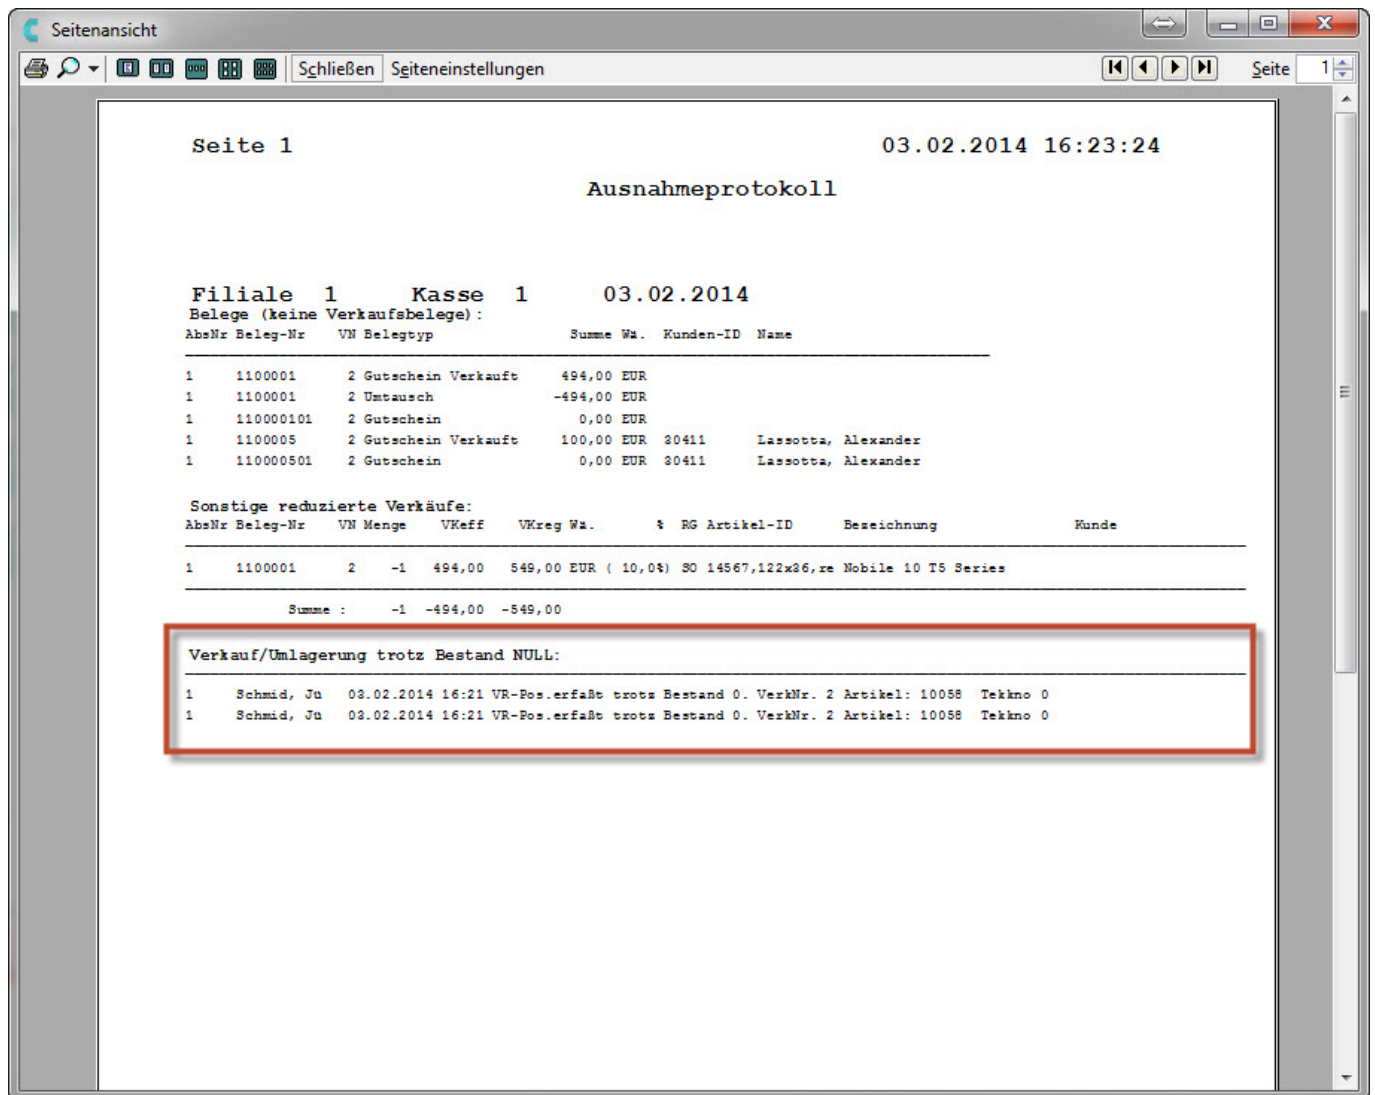 Seitenansicht
Schließen Seiteneinstellungen Seite 1
Seite 1 03.02.2014 16:23:24
Ausnahmeprotokoll
Filiale 1 Kasse 1 03.02.2014
Belege (keine Verkaufsbelege):
AbsNr Beleg-Nr VN Belegtyp Summe Wä. Kunden-ID Name
1 1100001 2 Gutschein Verkauft 494,00 EUR
1 1100001 2 Umtausch -494,00 EUR
1 110000101 2 Gutschein 0,00 EUR
1 1100005 2 Gutschein Verkauft 100,00 EUR 30411 Lassotta, Alexander
1 110000501 2 Gutschein 0,00 EUR 30411 Lassotta, Alexander
Sonstige reduzierte Verkäufe:
AbsNr Beleg-Nr VN Menge VKeff VKreg Wä. % RG Artikel-ID Bezeichnung Kunde
1 1100001 2 -1 494,00 549,00 EUR ( 10,0%) SO 14567,122x36,re Nobile 10 T5 Series
Summe : -1 -494,00 -549,00
Verkauf/Umlagerung trotz Bestand NULL:
1 Schmid, Jü 03.02.2014 16:21 VR-Pos.erfaßt trotz Bestand 0. VerkNr. 2 Artikel: 10058 Tekkno 0
1 Schmid, Jü 03.02.2014 16:21 VR-Pos.erfaßt trotz Bestand 0. VerkNr. 2 Artikel: 10058 Tekkno 0